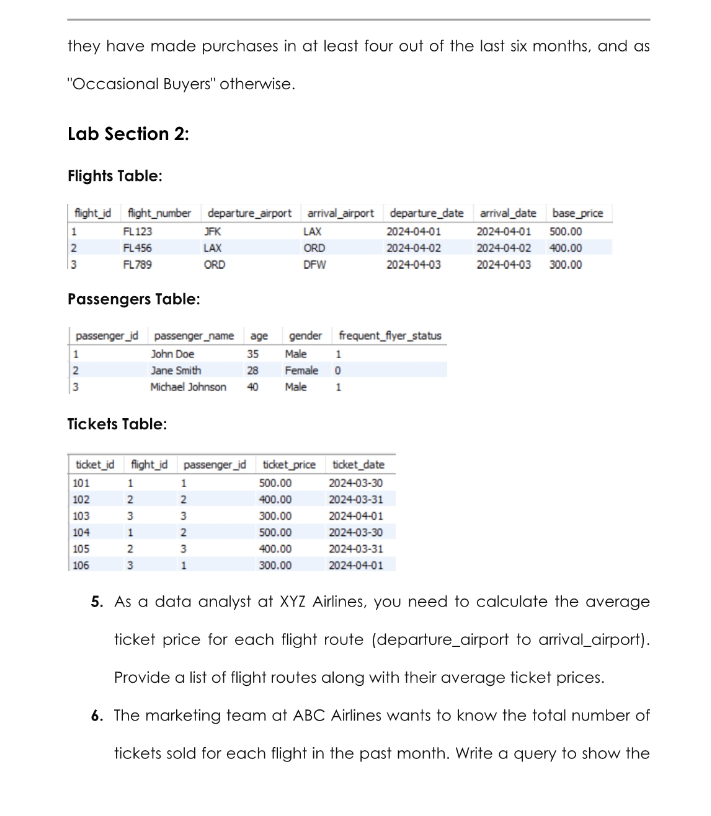 they have made purchases in at least four out of the last six months, and as
"Occasional Buyers" otherwise.
Lab Section 2:
Flights Table:
flight_id flight_number departure_airport arrival_airport departure_date arrival_date base_price
1 FL123 JFK LAX 2024-04-01 2024-04-01 500.00
2 FL456 LAX ORD 2024-04-02 2024-04-02 400.00
3 FL789 ORD DFW 2024-04-03 2024-04-03 300.00
Passengers Table:
passenger_id passenger_name age gender frequent_flyer_status
1 John Doe 35 Male 1
2 Jane Smith 28 Female 0
3 Michael Johnson 40 Male 1
Tickets Table:
ticket_id flight_id passenger_id ticket_price ticket_date
101 1 1 500.00 2024-03-30
102 2 2 400.00 2024-03-31
103 3 3 300.00 2024-04-01
104 1 2 500.00 2024-03-30
105 2 3 400.00 2024-03-31
106 3 1 300.00 2024-04-01
5. As a data analyst at XYZ Airlines, you need to calculate the average
ticket price for each flight route (departure_airport to arrival_airport).
Provide a list of flight routes along with their average ticket prices.
6. The marketing team at ABC Airlines wants to know the total number of
tickets sold for each flight in the past month. Write a query to show the